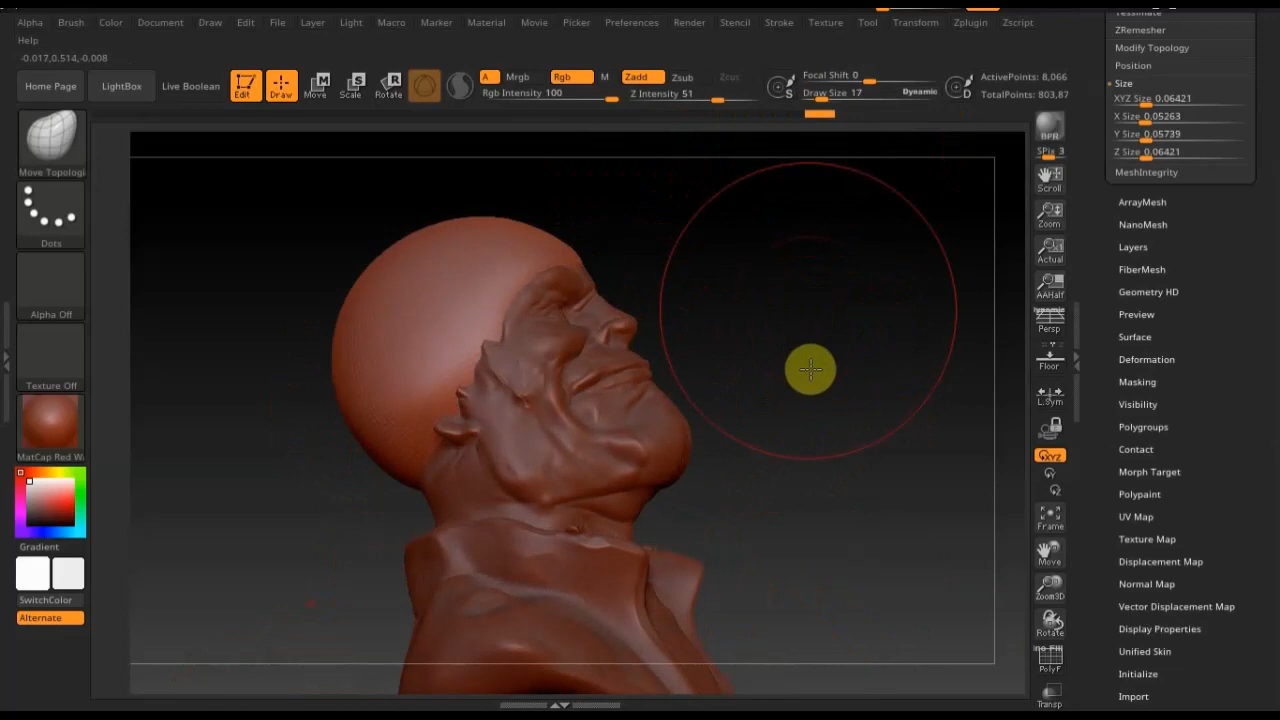 Alpha Brush Color Document Draw Edit File Layer Light Macro Marker Material Movie Picker Preferences Render Stencil Stroke Texture Tool Transform Zplugin Zscript
Help
-0.017,0.514,-0.008
Home Page
LightBox
Live Boolean
Edit
Draw
Move
Scale
Rotate
A
Mrgb
Rgb
M
Rgb Intensity 100
Zadd
Zsub
Zcut
Z Intensity 51
S
Focal Shift 0
Draw Size 17
Dynamic
D
ActivePoints: 8,066
TotalPoints: 803,87
Move Topologi
Dots
Alpha Off
Texture Off
MatCap Red Wa
Gradient
SwitchColor
Alternate
BPR
SPix 3
Scroll
Zoom
Actual
AAHalf
Dynamic
Persp
Floor
L.Sym
XYZ
Y
Z
Frame
Move
Zoom3D
Rotate
Line Fill
PolyF
Transp
Tessimate
ZRemesher
Modify Topology
Position
Size
XYZ Size 0.06421
X Size 0.05263
Y Size 0.05739
Z Size 0.06421
MeshIntegrity
ArrayMesh
NanoMesh
Layers
FiberMesh
Geometry HD
Preview
Surface
Deformation
Masking
Visibility
Polygroups
Contact
Morph Target
Polypaint
UV Map
Texture Map
Displacement Map
Normal Map
Vector Displacement Map
Display Properties
Unified Skin
Initialize
Import